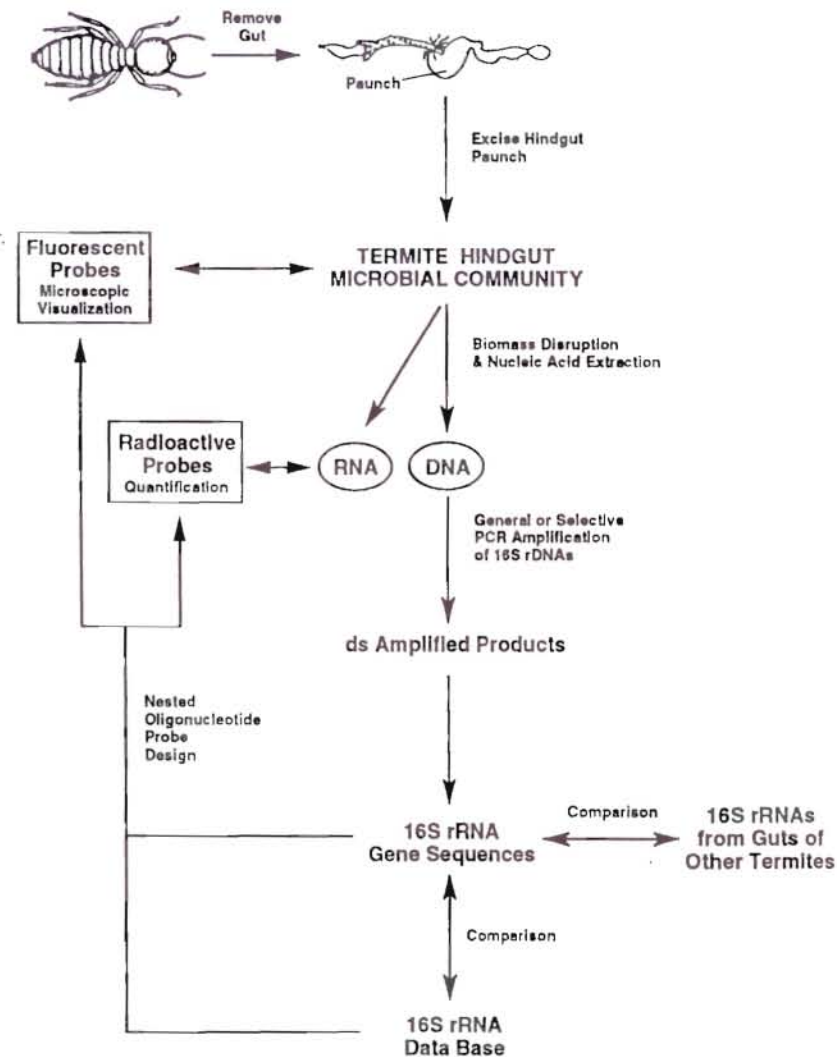 Remove
Gut
Paunch
Excise Hindgut
Paunch
Fluorescent
Probes
Microscopic
Visualization
TERMITE HINDGUT
MICROBIAL COMMUNITY
Biomass Disruption
& Nucleic Acid Extraction
Radioactive
Probes
Quantification
RNA
DNA
General or Selective
PCR Amplification
of 16S rDNAs
ds Amplified Products
Nested
Oligonucleotide
Probe
Design
16S rRNA
Gene Sequences
Comparison
16S rRNAs
from Guts of
Other Termites
Comparison
16S rRNA
Data Base